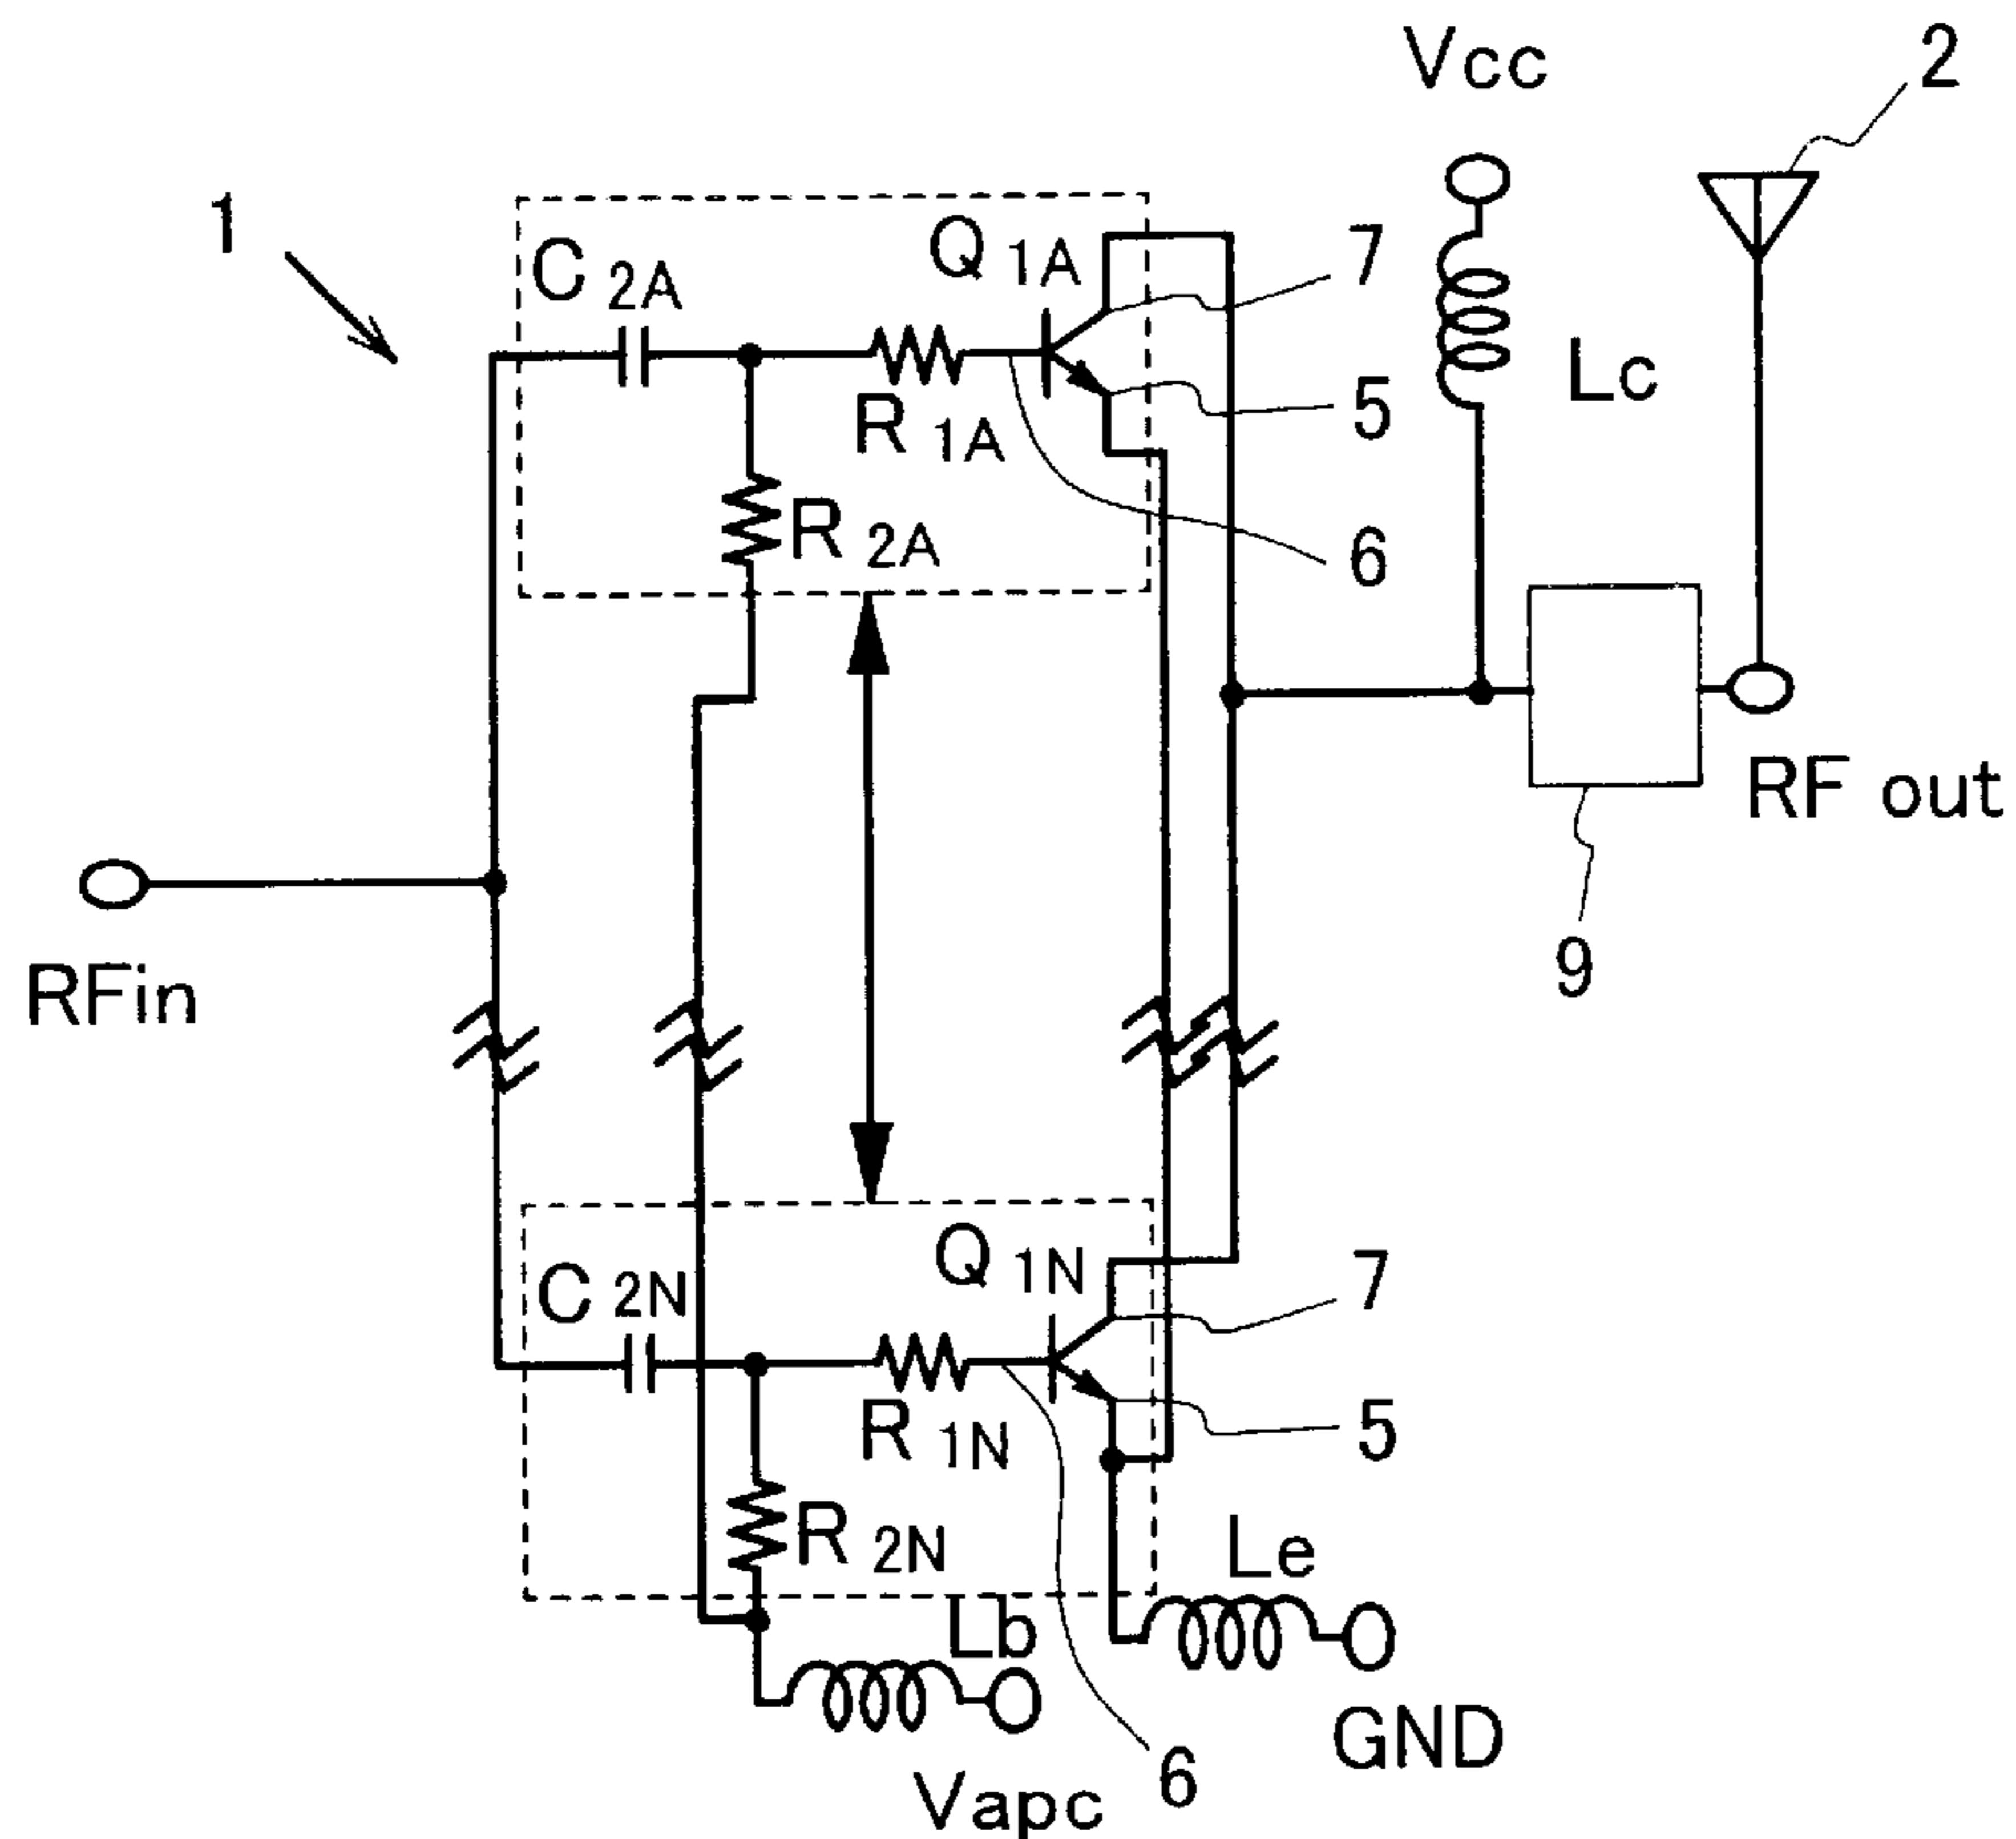 2
Vcc
1
Q 1A
7
C 2A
Lc
5
R 1A
R 2A
6
RF out
9
RFin
Q 1N
7
C 2N
5
R 1N
Le
R 2N
Lb
GND
6
Vapc